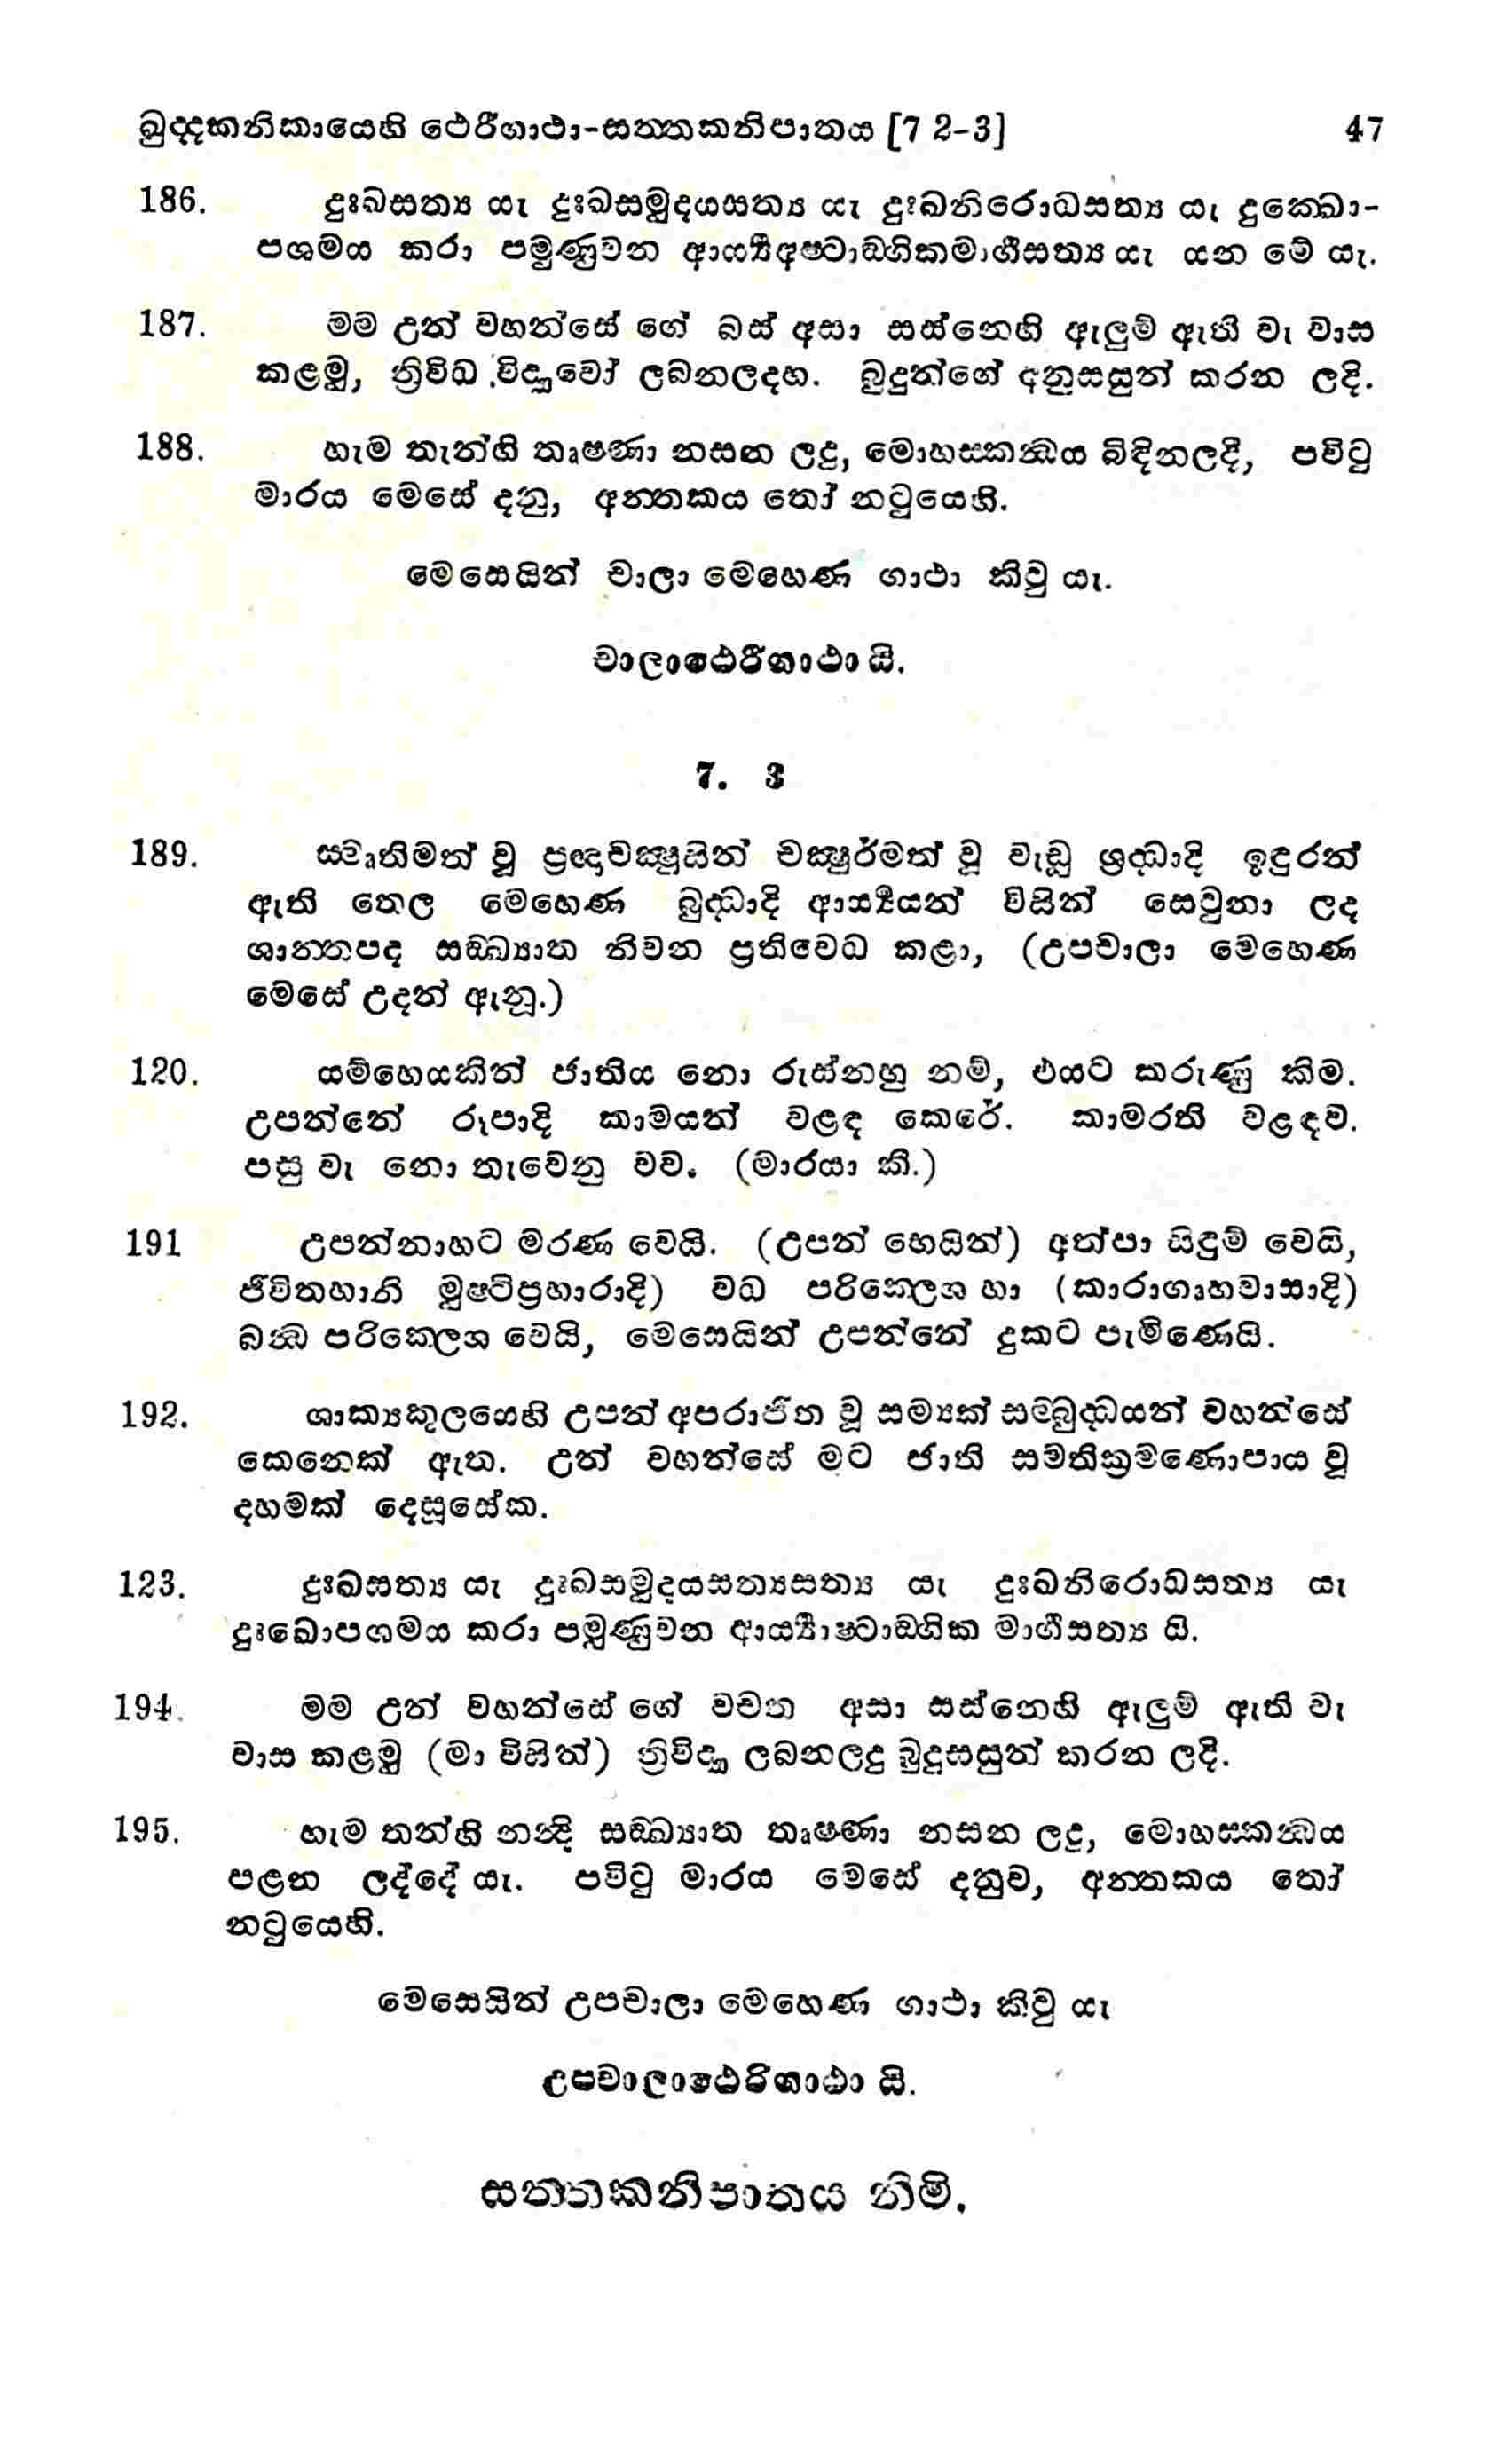 ඛුද්දකනිකායෙහි ථෙරීගාථා-සත්තකනිපාතය [7 2-3] 47
186. දුඃඛසත්‍ය යැ දුඃඛසමුදයසත්‍ය යැ දුඃඛනිරොධසත්‍ය යැ දුක්ඛො-
පශමය කරා පමුණුවන ආර්‍ය්‍යඅෂ්ටාඞ්ගිකමාර්ගසත්‍ය යැ යන මේ යැ.
187. මම උන් වහන්සේ ගේ බස් අසා සස්නෙහි ඇලුම් ඇති වැ වාස
කළමු, ත්‍රිවිධ විද්‍යාවෝ ලබනලදහ. බුදුන්ගේ අනුසසුන් කරන ලදි.
188. හැම තැන්හි තෘෂණා නසන ලදු, මොහස්කන්‍ධය බිඳිනලදි, පවිටු
මාරය මෙසේ දනු, අන්තකය තෝ නටුයෙහි.
මෙසෙයින් චාලා මෙහෙණ ගාථා කිවු යැ.
චාලාථෙරීගාථා යි.
7. 3
189. ස්මෘතිමත් වූ ප්‍රඥාචක්‍ෂුසින් චක්‍ෂුර්මත් වූ වැඩූ ශ්‍රද්ධාදි ඉඳුරන්
ඇති තෙල මෙහෙණ බුද්ධාදි ආර්‍ය්‍යයන් විසින් සෙවුනා ලද
ශාන්තපද සඞ්ඛ්‍යාත නිවන ප්‍රතිවෙධ කළා, (උපචාලා මෙහෙණ
මෙසේ උදන් ඇනූ.)
120. යම්හෙයකින් ජාතිය නො රුස්නහු නම්, එයට කරුණු කිම.
උපන්නේ රූපාදි කාමයන් වළඳ කෙරේ. කාමරති වළඳව.
පසු වැ නො තැවෙනු වව. (මාරයා කී.)
191 උපන්නාහට මරණ වෙයි. (උපන් හෙයින්) අත්පා සිඳුම් වෙයි,
ජීවිතහානි මුෂ්ටිප්‍රහාරාදි) වධ පරික්ලෙශ හා (කාරාගෘහවාසාදි)
බන්‍ධ පරික්ලෙශ වෙයි, මෙසෙයින් උපන්නේ දුකට පැමිණෙයි.
192. ශාක්‍යකුලයෙහි උපන් අපරාජිත වූ සම්‍යක් සම්බුද්ධයන් වහන්සේ
කෙනෙක් ඇත. උන් වහන්සේ මට ජාති සමතික්‍රමණොපාය වූ
දහමක් දෙසූසේක.
123. දුඃඛසත්‍ය යැ දුඃඛසමුදයසත්‍යසත්‍ය යැ දුඃඛනිරොධසත්‍ය යැ
දුඃඛොපශමය කරා පමුණුවන ආර්‍ය්‍යාෂ්ටාඞ්ගික මාර්ගසත්‍ය යි.
194. මම උන් වහන්සේ ගේ වචන අසා සස්නෙහි ඇලුම් ඇති වැ
වාස කළමු (මා විසින්) ත්‍රිවිද්‍යා ලබනලදු බුදුසසුන් කරන ලදි.
195. හැම තන්හි නන්‍දි සඞ්ඛ්‍යාත තෘෂණා නසන ලදු, මොහස්කන්‍ධය
පළන ලද්දේ යැ. පවිටු මාරය මෙසේ දනුව, අන්තකය තෝ
නටුයෙහි.
මෙසෙයින් උපචාලා මෙහෙණ ගාථා කිවු යැ
උපචාලාථෙරිගාථා යි.
සත්තකනිපාතය නිමි.